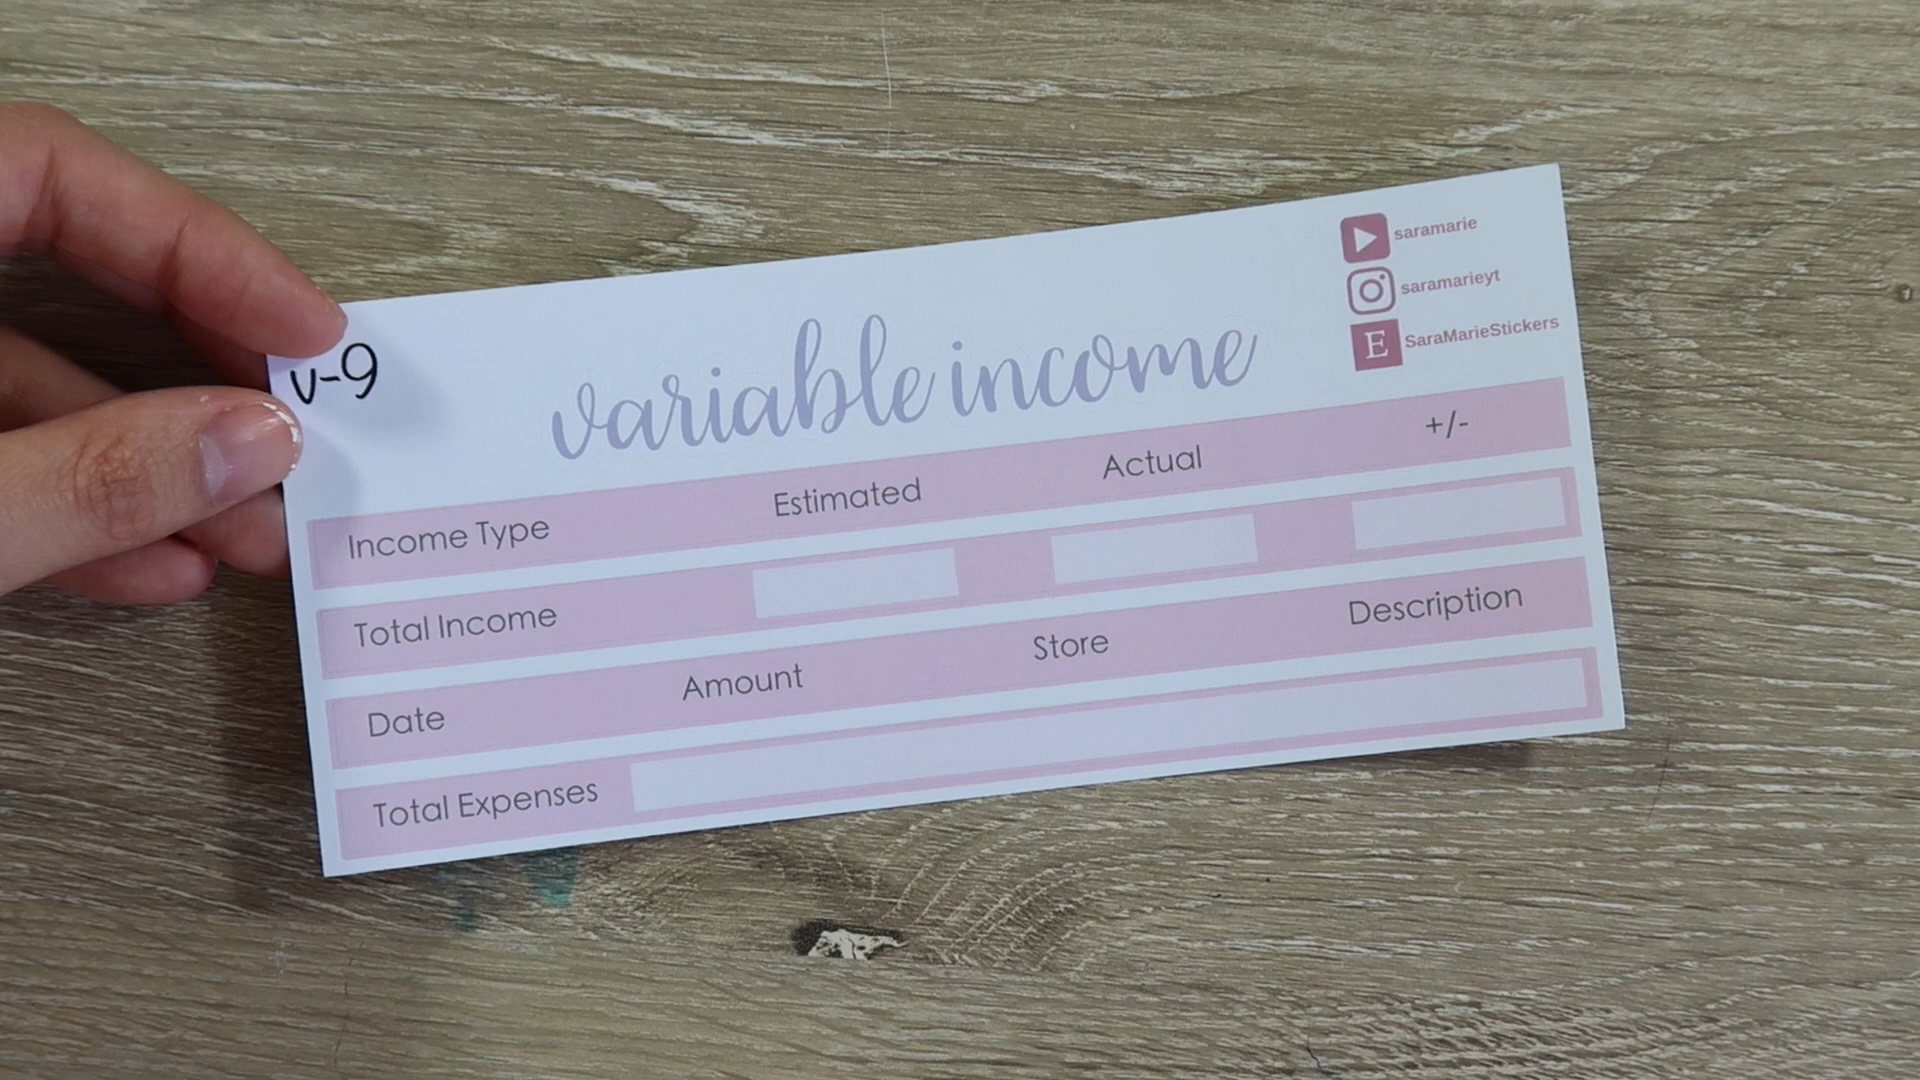 saramarie
saramarieyt
E SaraMarieStickers
v-9
variable income
Income Type Estimated Actual +/-
Total Income
Date Amount Store Description
Total Expenses